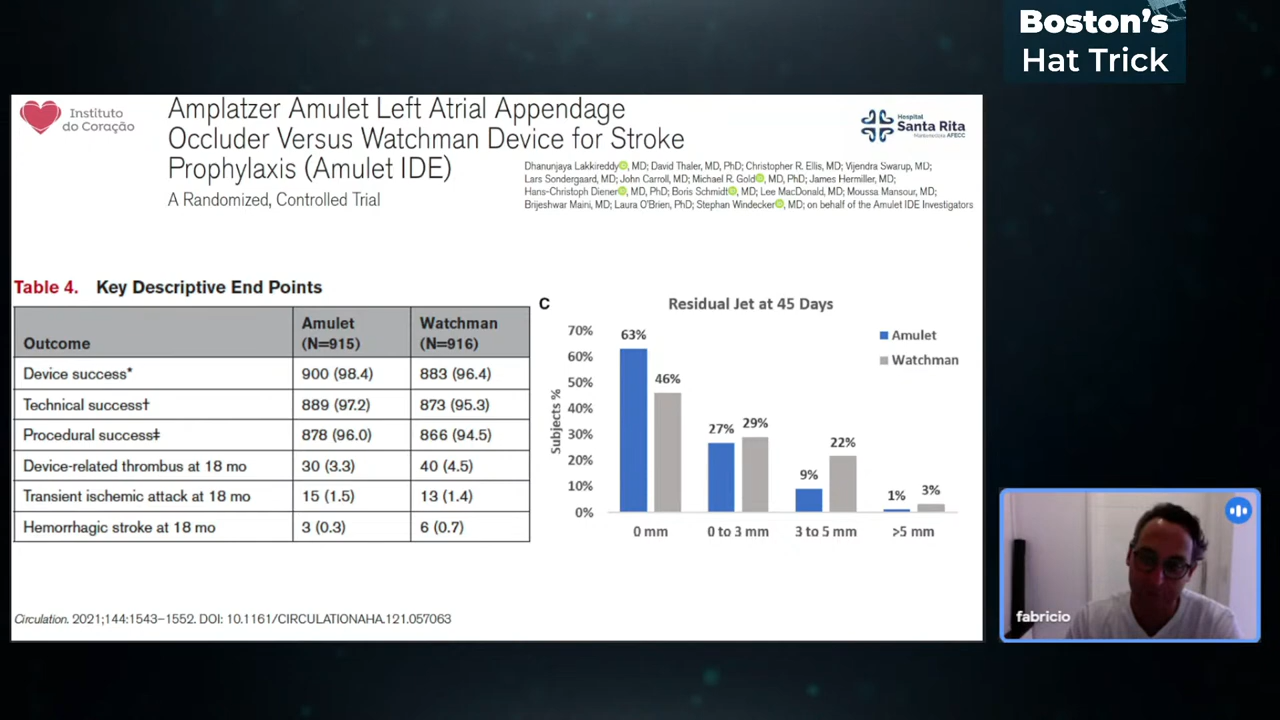 Boston's
Hat Trick
Instituto
do Coração
Amplatzer Amulet Left Atrial Appendage
Occluder Versus Watchman Device for Stroke
Prophylaxis (Amulet IDE)
A Randomized, Controlled Trial
Hospital
Santa Rita
Mantenedora AFECC
Dhanunjaya Lakkireddy, MD; David Thaler, MD, PhD; Christopher R. Ellis, MD; Vijendra Swarup, MD;
Lars Sondergaard, MD; John Carroll, MD; Michael R. Gold, MD, PhD; James Hermiller, MD;
Hans-Christoph Diener, MD, PhD; Boris Schmidt, MD; Lee MacDonald, MD; Moussa Mansour, MD;
Brijeshwar Maini, MD; Laura O'Brien, PhD; Stephan Windecker, MD; on behalf of the Amulet IDE Investigators
Table 4. Key Descriptive End Points
Outcome Amulet (N=915) Watchman (N=916)
Device success* 900 (98.4) 883 (96.4)
Technical success† 889 (97.2) 873 (95.3)
Procedural success‡ 878 (96.0) 866 (94.5)
Device-related thrombus at 18 mo 30 (3.3) 40 (4.5)
Transient ischemic attack at 18 mo 15 (1.5) 13 (1.4)
Hemorrhagic stroke at 18 mo 3 (0.3) 6 (0.7)
C
Residual Jet at 45 Days
Amulet
Watchman
Subjects %
70%
60%
50%
40%
30%
20%
10%
0%
63%
46%
27%
29%
9%
22%
1%
3%
0 mm
0 to 3 mm
3 to 5 mm
>5 mm
Circulation. 2021;144:1543–1552. DOI: 10.1161/CIRCULATIONAHA.121.057063
fabricio